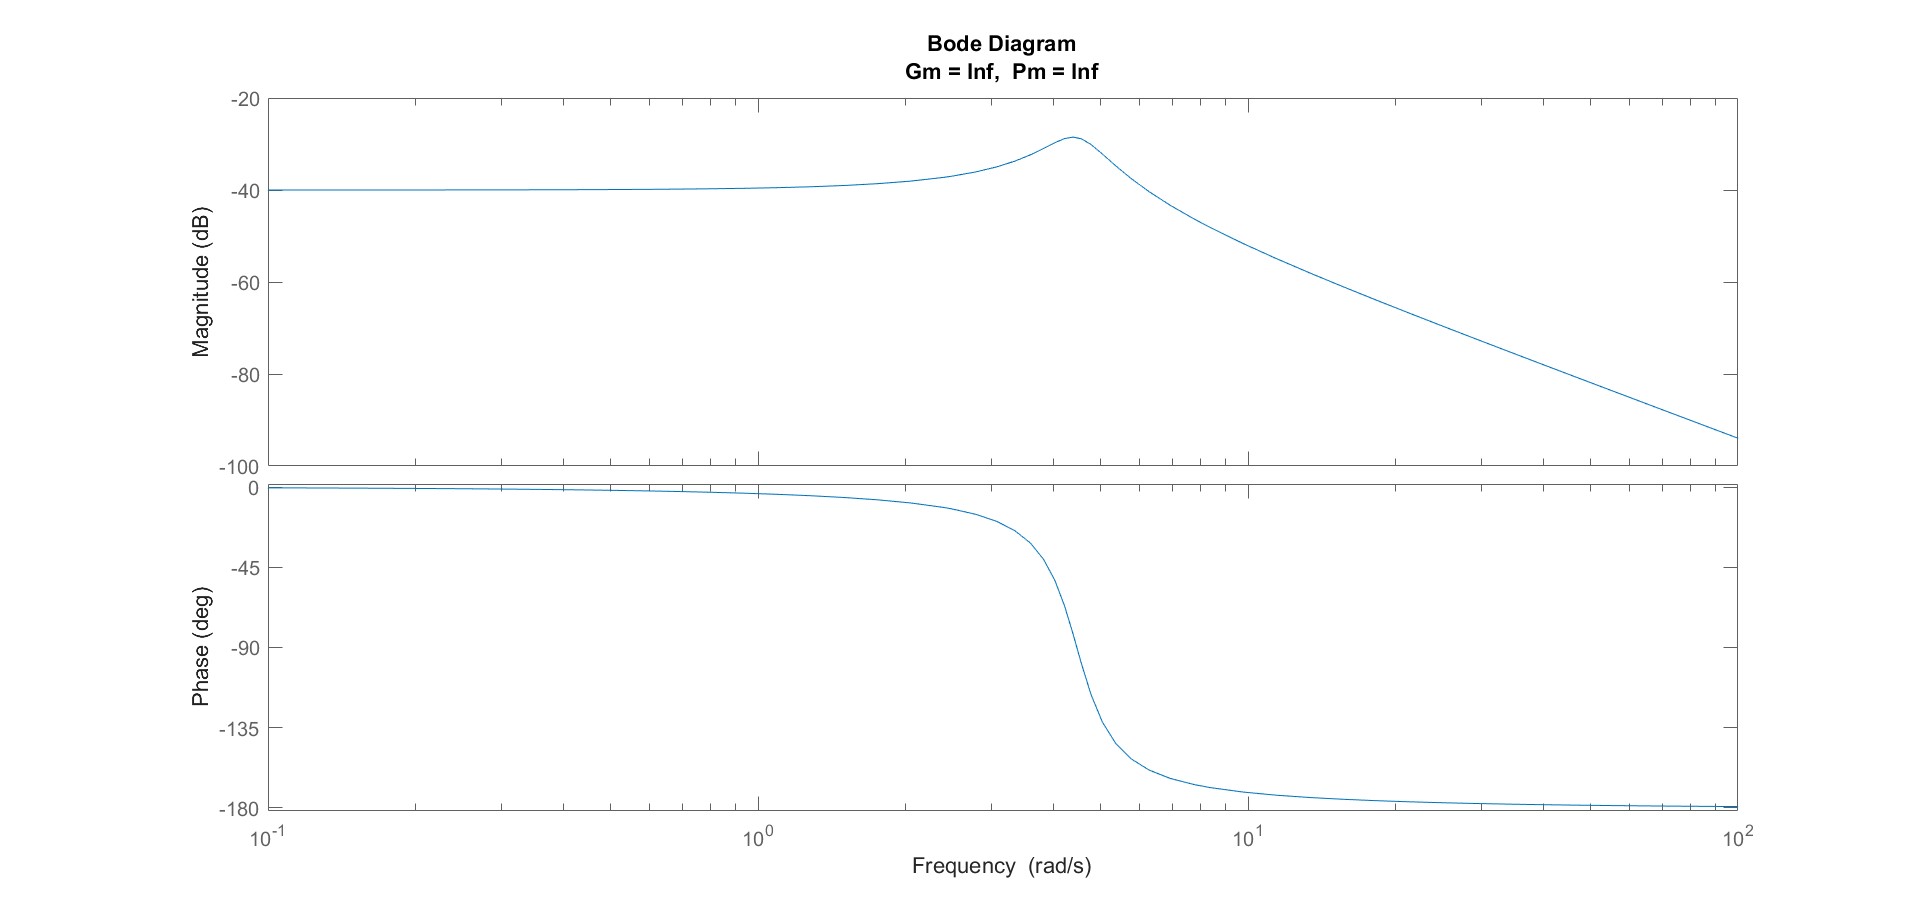 Bode Diagram
Gm = Inf,  Pm = Inf
-20
-40
-60
-80
-100
Magnitude (dB)
0
-45
-90
-135
-180
Phase (deg)
10^-1
10^0
10^1
10^2
Frequency  (rad/s)